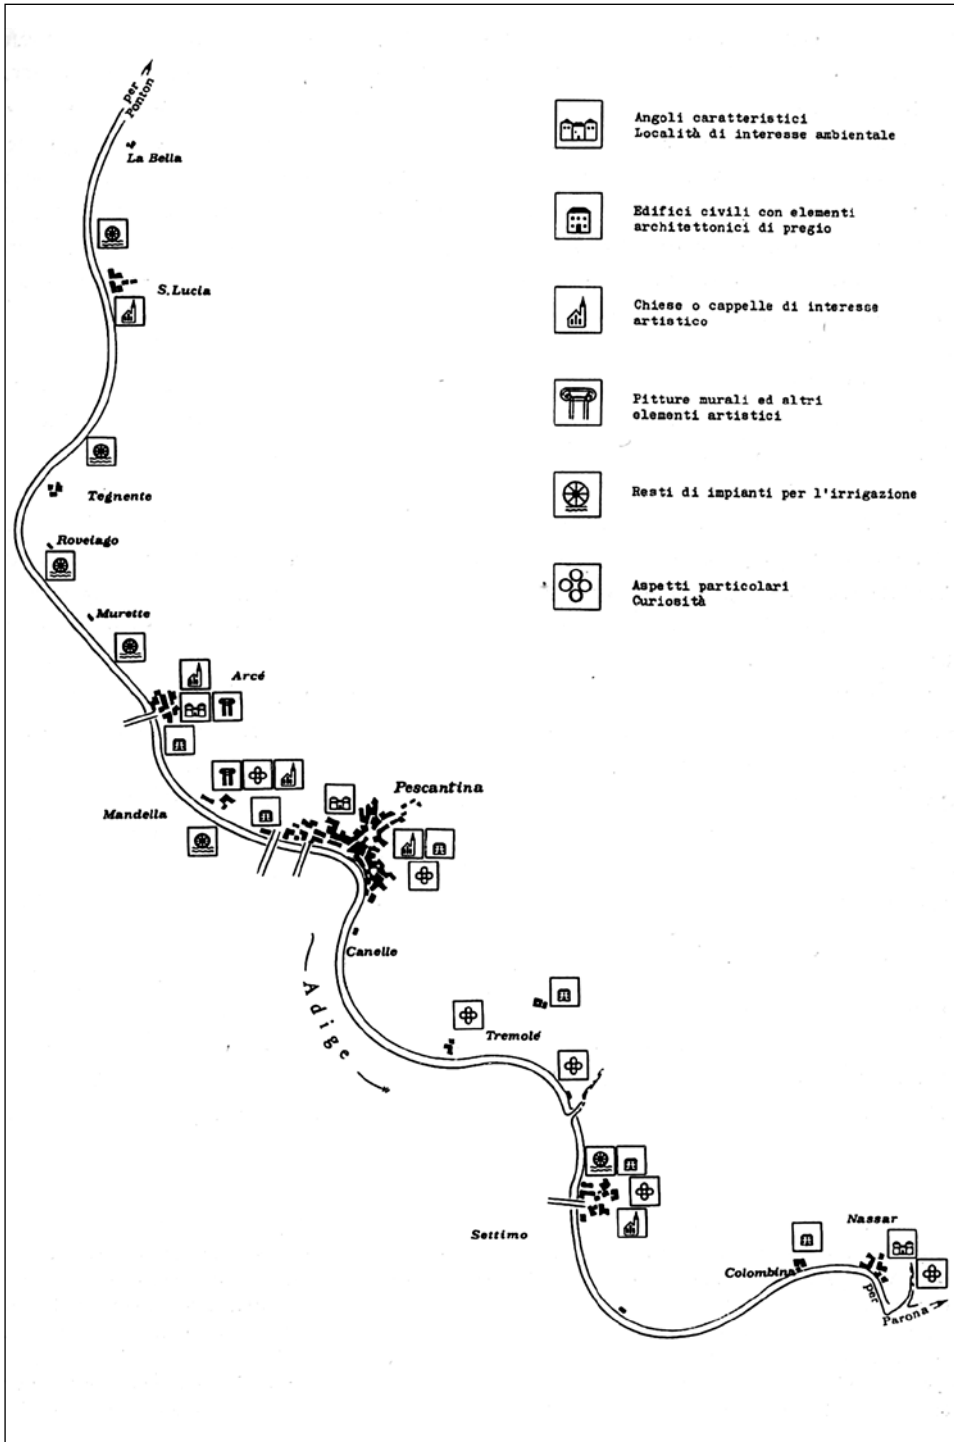 per
Ponton
La Bella
S. Lucia
Tegnente
Rovelago
Murette
Arcé
Mandella
Pescantina
Canelle
Adige
Tremolé
Settimo
Colombina
Nassar
per
Parona
Angoli caratteristici
Località di interesse ambientale
Edifici civili con elementi
architettonici di pregio
Chiese o cappelle di interesse
artistico
Pitture murali ed altri
elementi artistici
Resti di impianti per l'irrigazione
Aspetti particolari
Curiosità